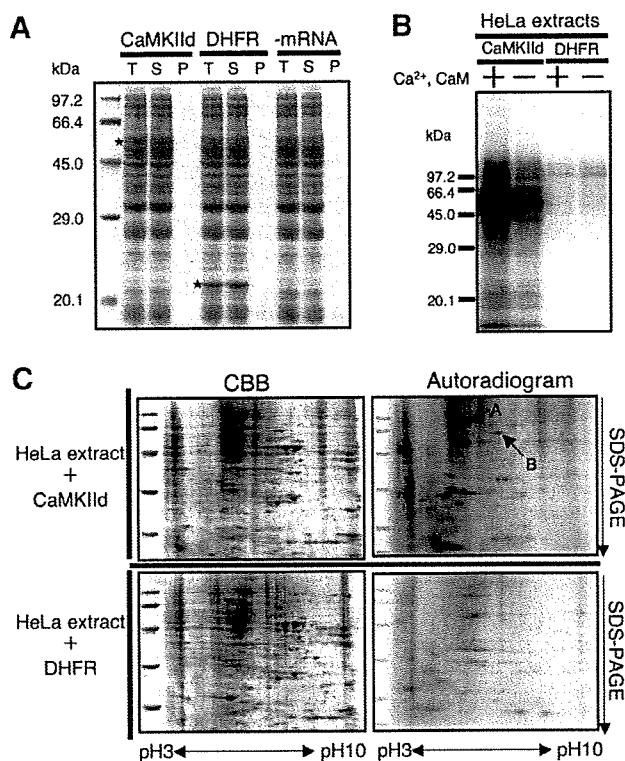 A
CaMKIId DHFR -mRNA
kDa T S P T S P T S P
97.2
66.4
45.0
29.0
20.1
B
HeLa extracts
CaMKIId DHFR
Ca²⁺, CaM + − + −
kDa
97.2
66.4
45.0
29.0
20.1
C
CBB Autoradiogram
HeLa extract
+
CaMKIId
A
B
SDS-PAGE
HeLa extract
+
DHFR
SDS-PAGE
pH3 pH10 pH3 pH10